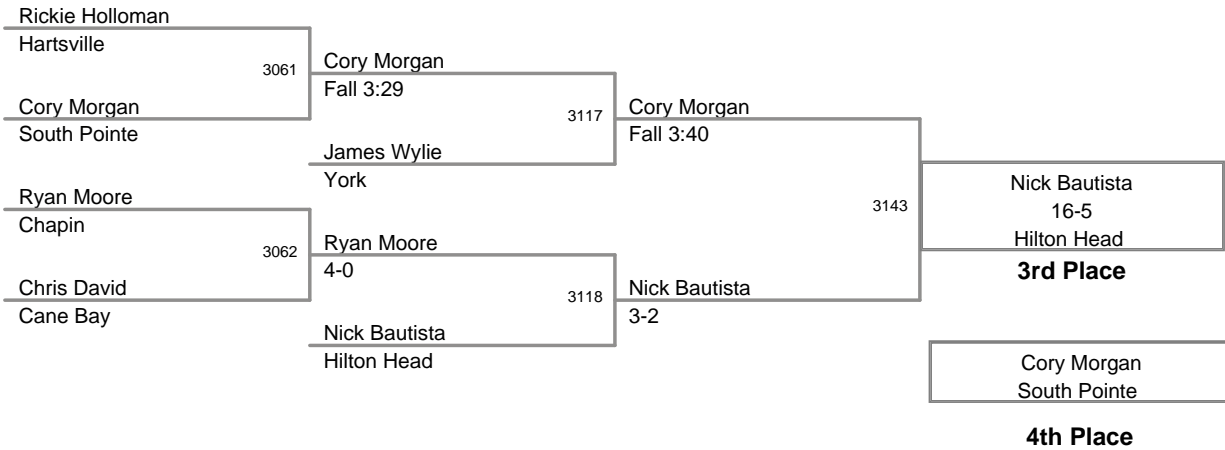 Rickie Holloman
Hartsville
3061
Cory Morgan
South Pointe
Ryan Moore
Chapin
3062
Chris David
Cane Bay
Cory Morgan
Fall 3:29
3117
James Wylie
York
Ryan Moore
4-0
3118
Nick Bautista
Hilton Head
Cory Morgan
Fall 3:40
3143
Nick Bautista
3-2
Nick Bautista
16-5
Hilton Head
3rd Place
Cory Morgan
South Pointe
4th Place